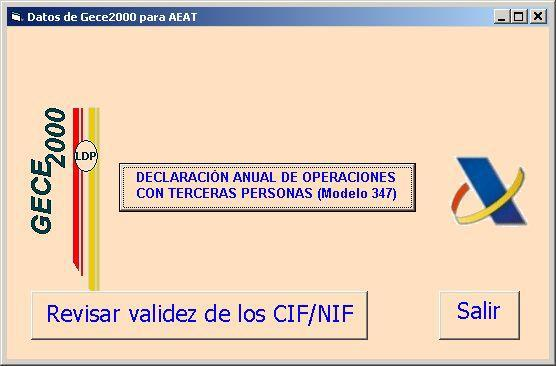 Datos de Gece2000 para AEAT
GECE
2000
LDP
DECLARACIÓN ANUAL DE OPERACIONES
CON TERCERAS PERSONAS (Modelo 347)
Revisar validez de los CIF/NIF
Salir